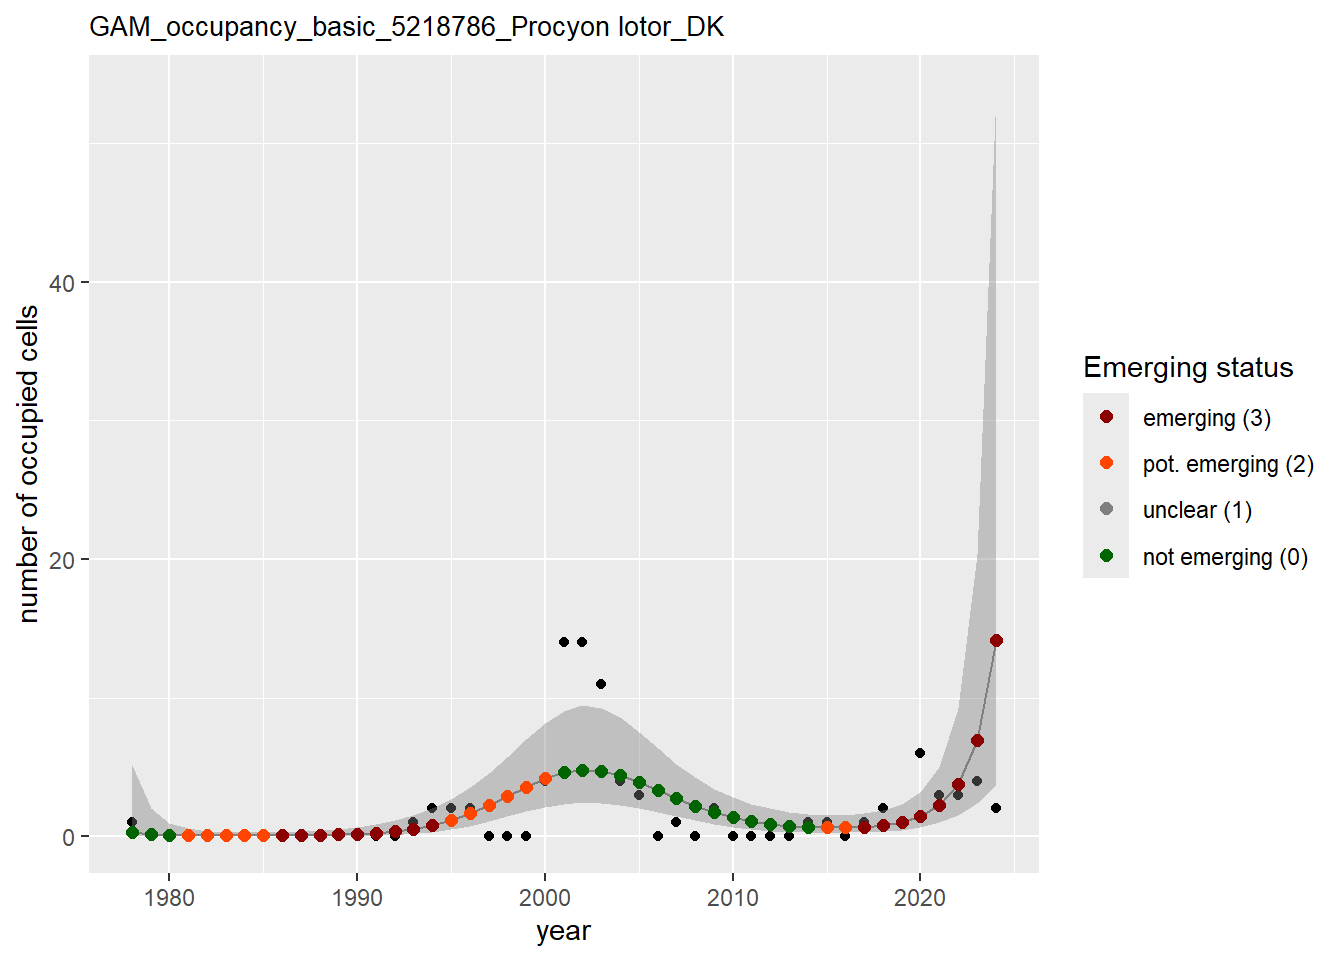 GAM_occupancy_basic_5218786_Procyon lotor_DK
number of occupied cells
40
20
0
1980 1990 2000 2010 2020
year
Emerging status
emerging (3)
pot. emerging (2)
unclear (1)
not emerging (0)